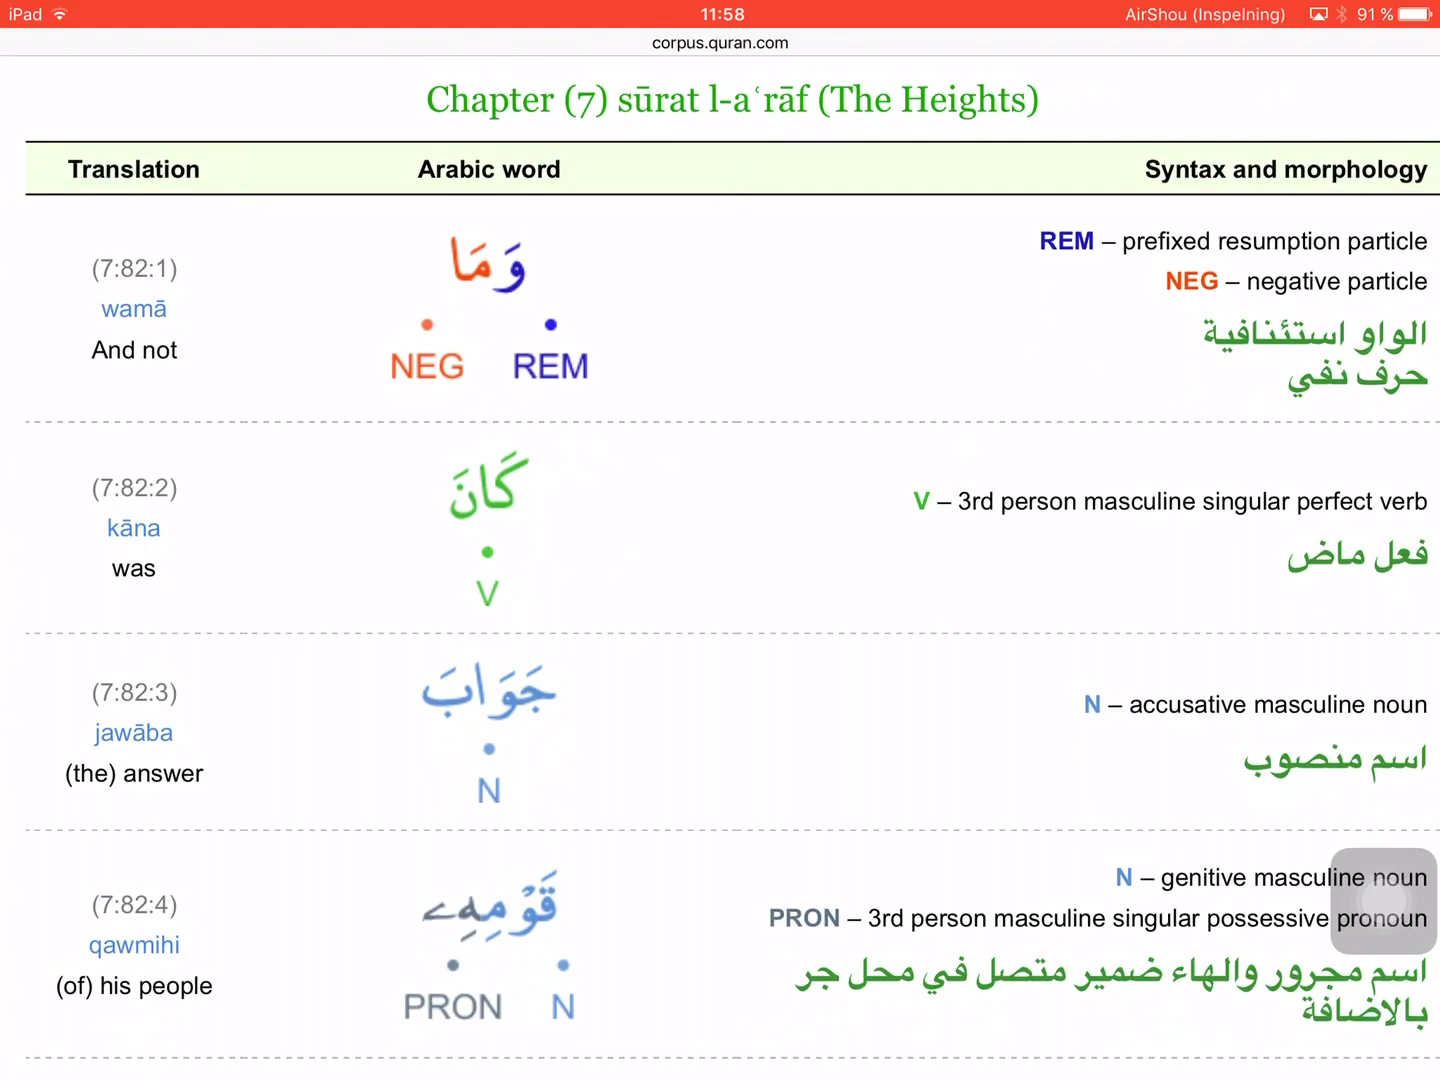 iPad
11:58
AirShou (Inspelning)
91 %
corpus.quran.com
Chapter (7) sūrat l-aʿrāf (The Heights)
Translation
Arabic word
Syntax and morphology
(7:82:1)
wamā
And not
وَمَا
NEG REM
REM – prefixed resumption particle
NEG – negative particle
الواو استئنافية
حرف نفي
(7:82:2)
kāna
was
كَانَ
V
V – 3rd person masculine singular perfect verb
فعل ماض
(7:82:3)
jawāba
(the) answer
جَوَابَ
N
N – accusative masculine noun
اسم منصوب
(7:82:4)
qawmihi
(of) his people
قَوْمِهِۦ
PRON N
N – genitive masculine noun
PRON – 3rd person masculine singular possessive pronoun
اسم مجرور والهاء ضمير متصل في محل جر
بالاضافة